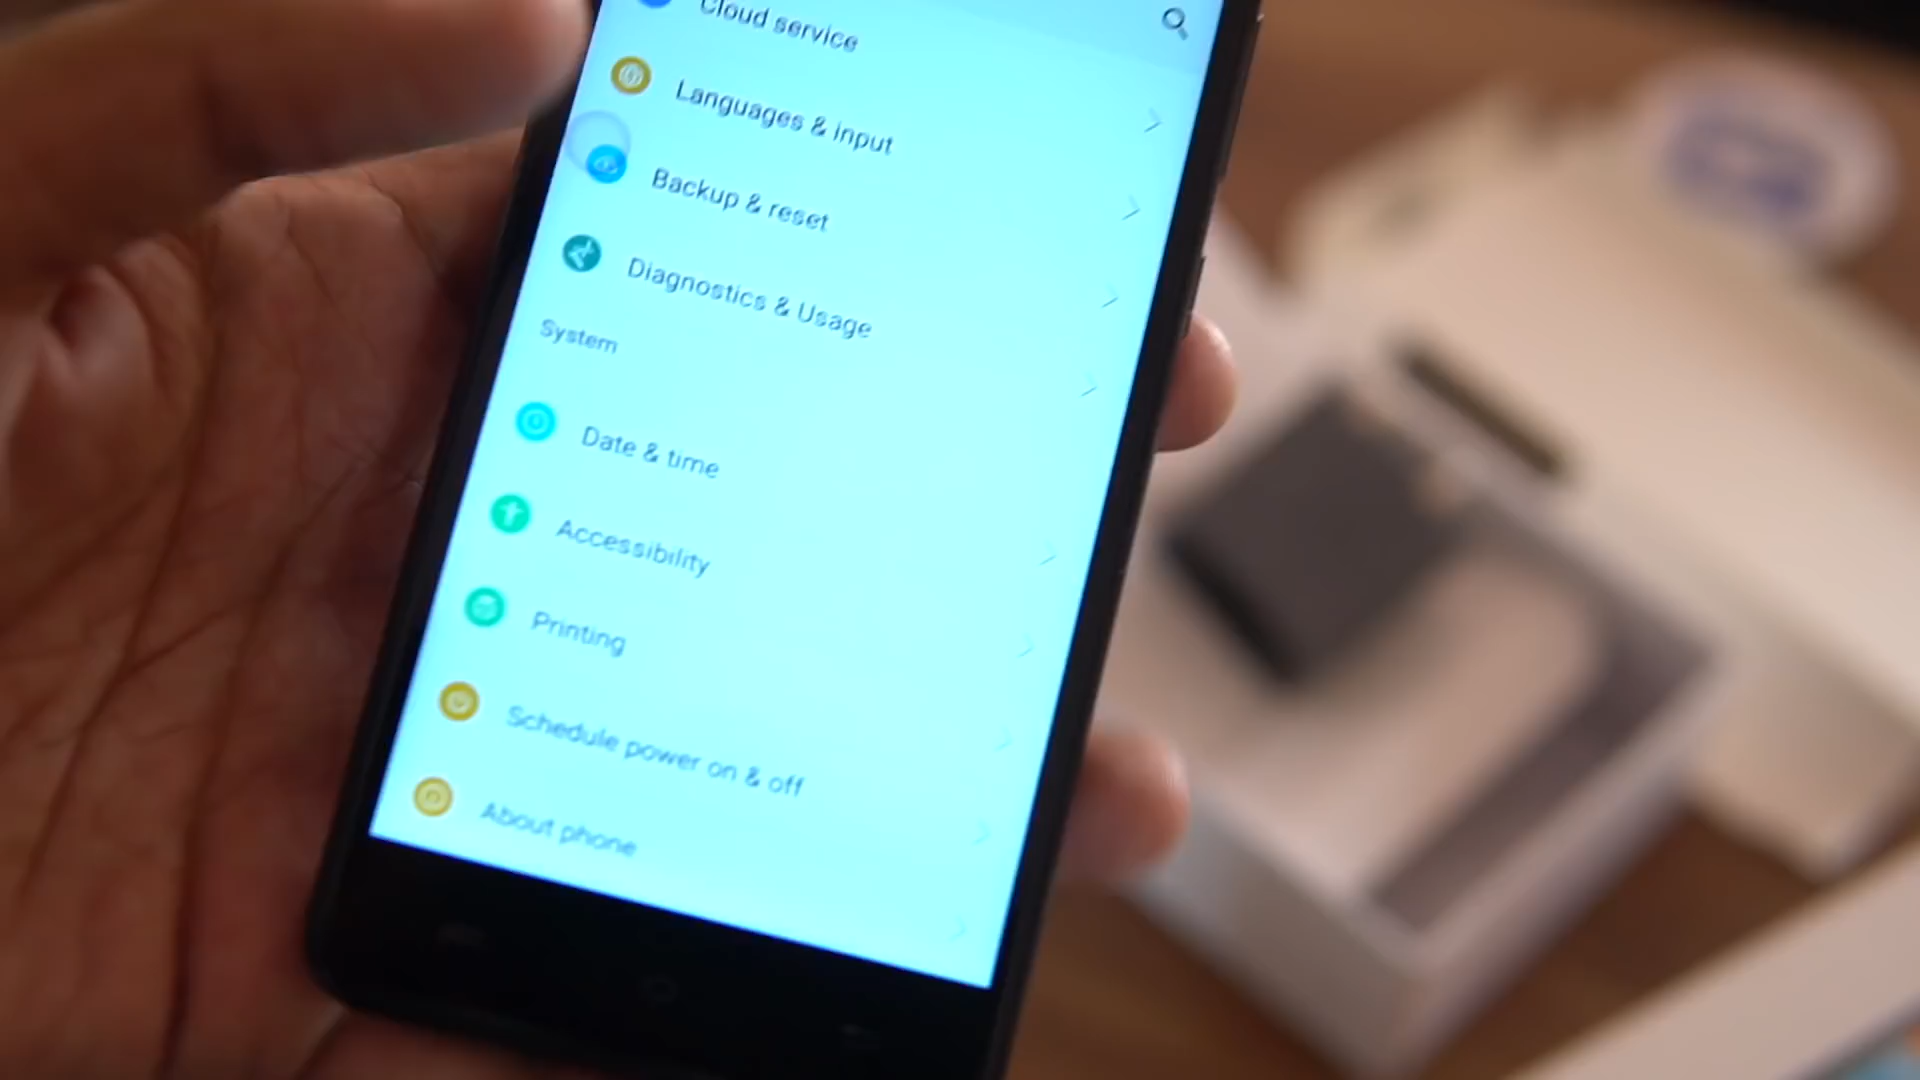 Cloud service
Languages & input
Backup & reset
Diagnostics & Usage
System
Date & time
Accessibility
Printing
Schedule power on & off
About phone